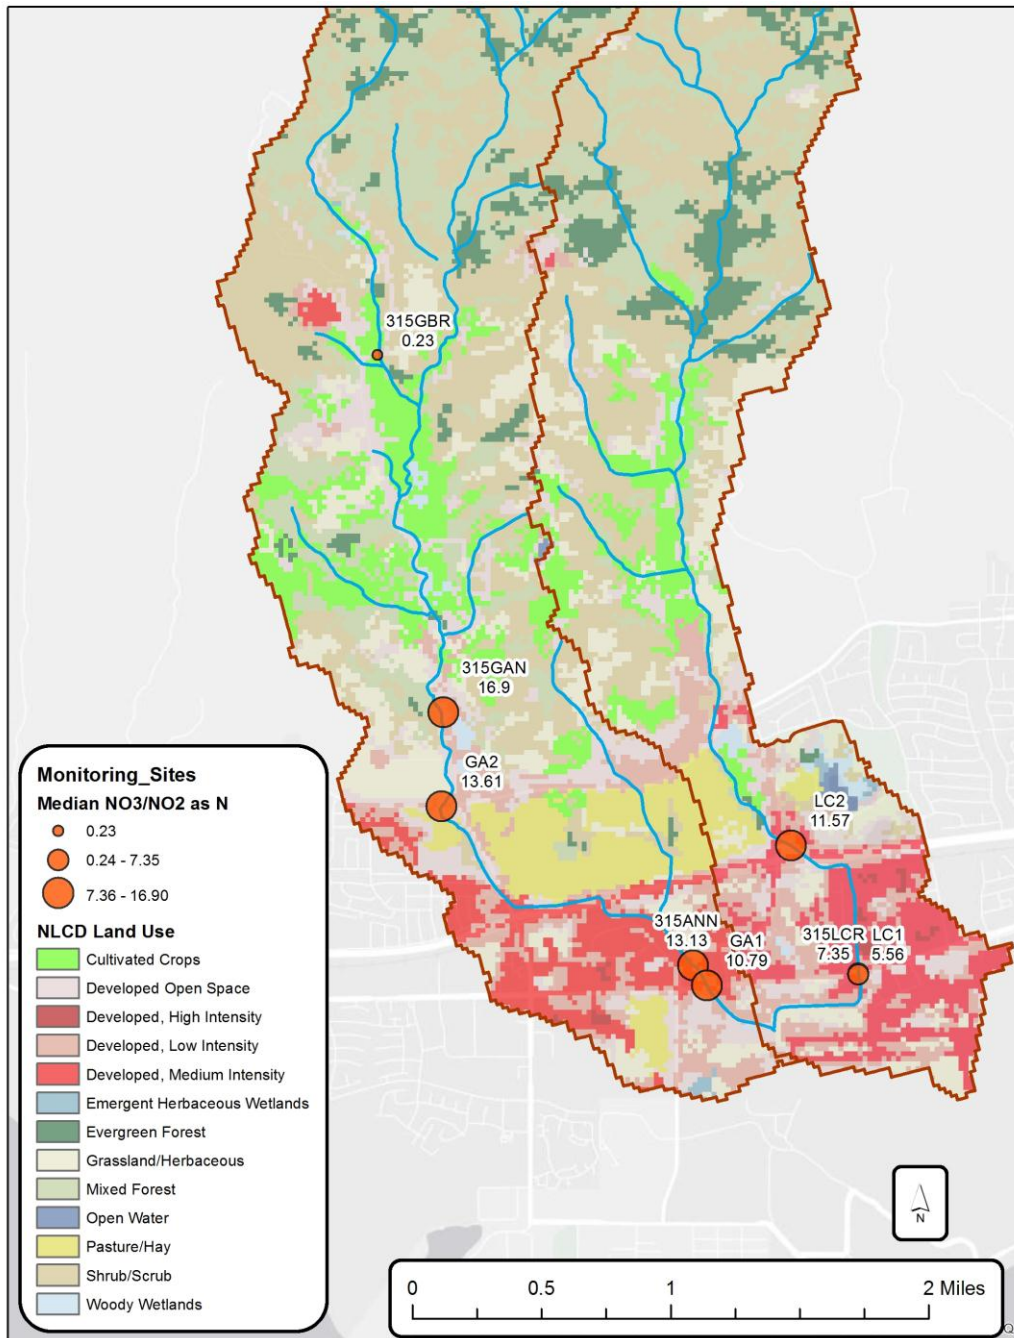 315GBR
0.23
315GAN
16.9
GA2
13.61
LC2
11.57
315ANN
13.13
GA1
10.79
315LCR
7.35
LC1
5.56
Monitoring_Sites
Median NO3/NO2 as N
0.23
0.24 - 7.35
7.36 - 16.90
NLCD Land Use
Cultivated Crops
Developed Open Space
Developed, High Intensity
Developed, Low Intensity
Developed, Medium Intensity
Emergent Herbaceous Wetlands
Evergreen Forest
Grassland/Herbaceous
Mixed Forest
Open Water
Pasture/Hay
Shrub/Scrub
Woody Wetlands
N
0 0.5 1 2 Miles